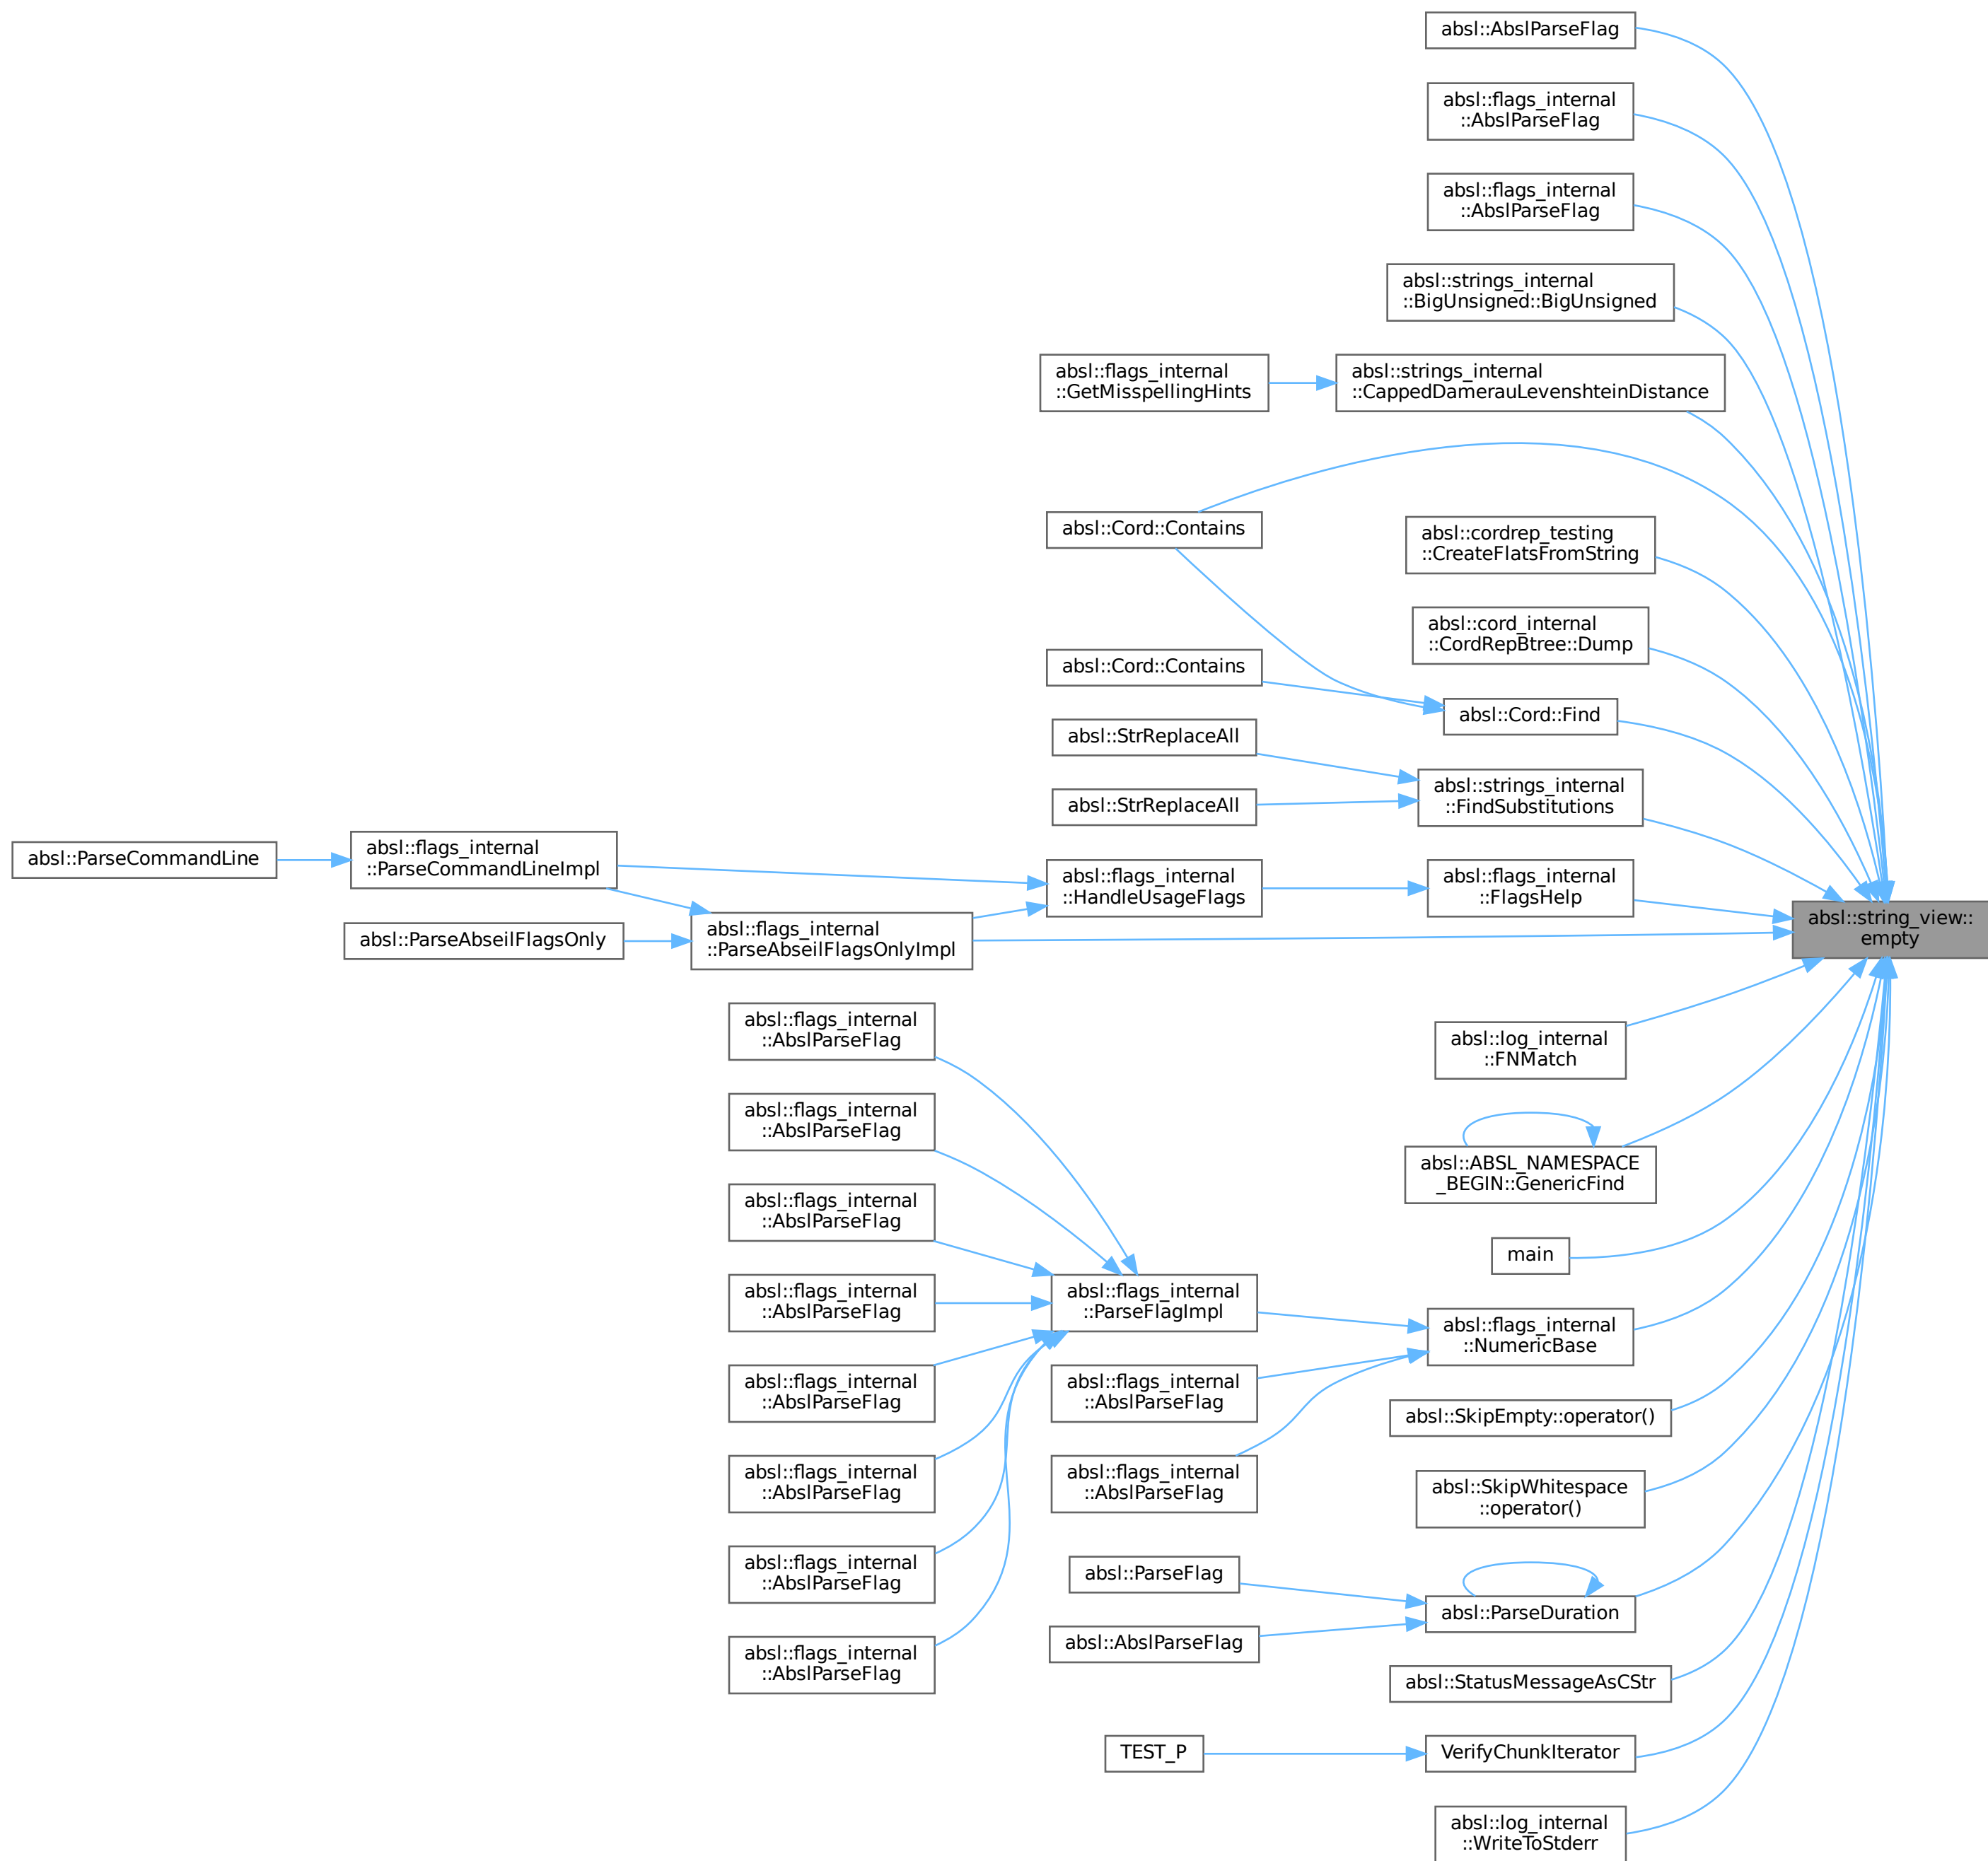 absl::AbslParseFlag
absl::flags_internal
::AbslParseFlag
absl::flags_internal
::AbslParseFlag
absl::strings_internal
::BigUnsigned::BigUnsigned
absl::flags_internal
::GetMisspellingHints
absl::strings_internal
::CappedDamerauLevenshteinDistance
absl::Cord::Contains
absl::cordrep_testing
::CreateFlatsFromString
absl::cord_internal
::CordRepBtree::Dump
absl::Cord::Contains
absl::Cord::Find
absl::StrReplaceAll
absl::strings_internal
::FindSubstitutions
absl::StrReplaceAll
absl::ParseCommandLine
absl::flags_internal
::ParseCommandLineImpl
absl::flags_internal
::HandleUsageFlags
absl::flags_internal
::FlagsHelp
absl::string_view::
empty
absl::ParseAbseilFlagsOnly
absl::flags_internal
::ParseAbseilFlagsOnlyImpl
absl::flags_internal
::AbslParseFlag
absl::log_internal
::FNMatch
absl::flags_internal
::AbslParseFlag
absl::ABSL_NAMESPACE
_BEGIN::GenericFind
absl::flags_internal
::AbslParseFlag
main
absl::flags_internal
::AbslParseFlag
absl::flags_internal
::ParseFlagImpl
absl::flags_internal
::NumericBase
absl::flags_internal
::AbslParseFlag
absl::flags_internal
::AbslParseFlag
absl::SkipEmpty::operator()
absl::flags_internal
::AbslParseFlag
absl::flags_internal
::AbslParseFlag
absl::SkipWhitespace
::operator()
absl::flags_internal
::AbslParseFlag
absl::ParseFlag
absl::ParseDuration
absl::AbslParseFlag
absl::flags_internal
::AbslParseFlag
absl::StatusMessageAsCStr
TEST_P
VerifyChunkIterator
absl::log_internal
::WriteToStderr